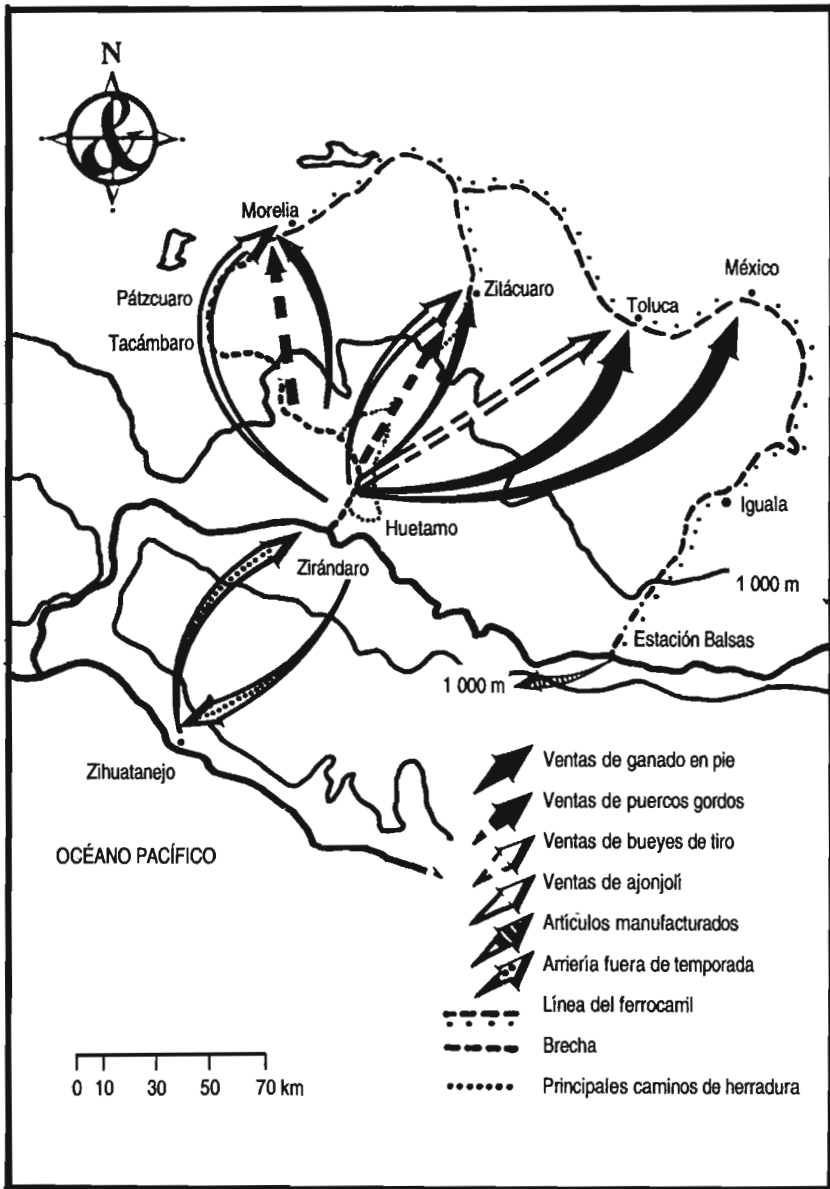 N
&
Morelia
Pátzcuaro
Tacámbaro
Zitácuaro
México
Toluca
Iguala
Huetamo
Zirándaro
1 000 m
Estación Balsas
1 000 m
Zihuatanejo
OCÉANO PACÍFICO
Ventas de ganado en pie
Ventas de puercos gordos
Ventas de bueyes de tiro
Ventas de ajonjolí
Artículos manufacturados
Arriería fuera de temporada
Línea del ferrocarril
Brecha
Principales caminos de herradura
0 10 30 50 70 km